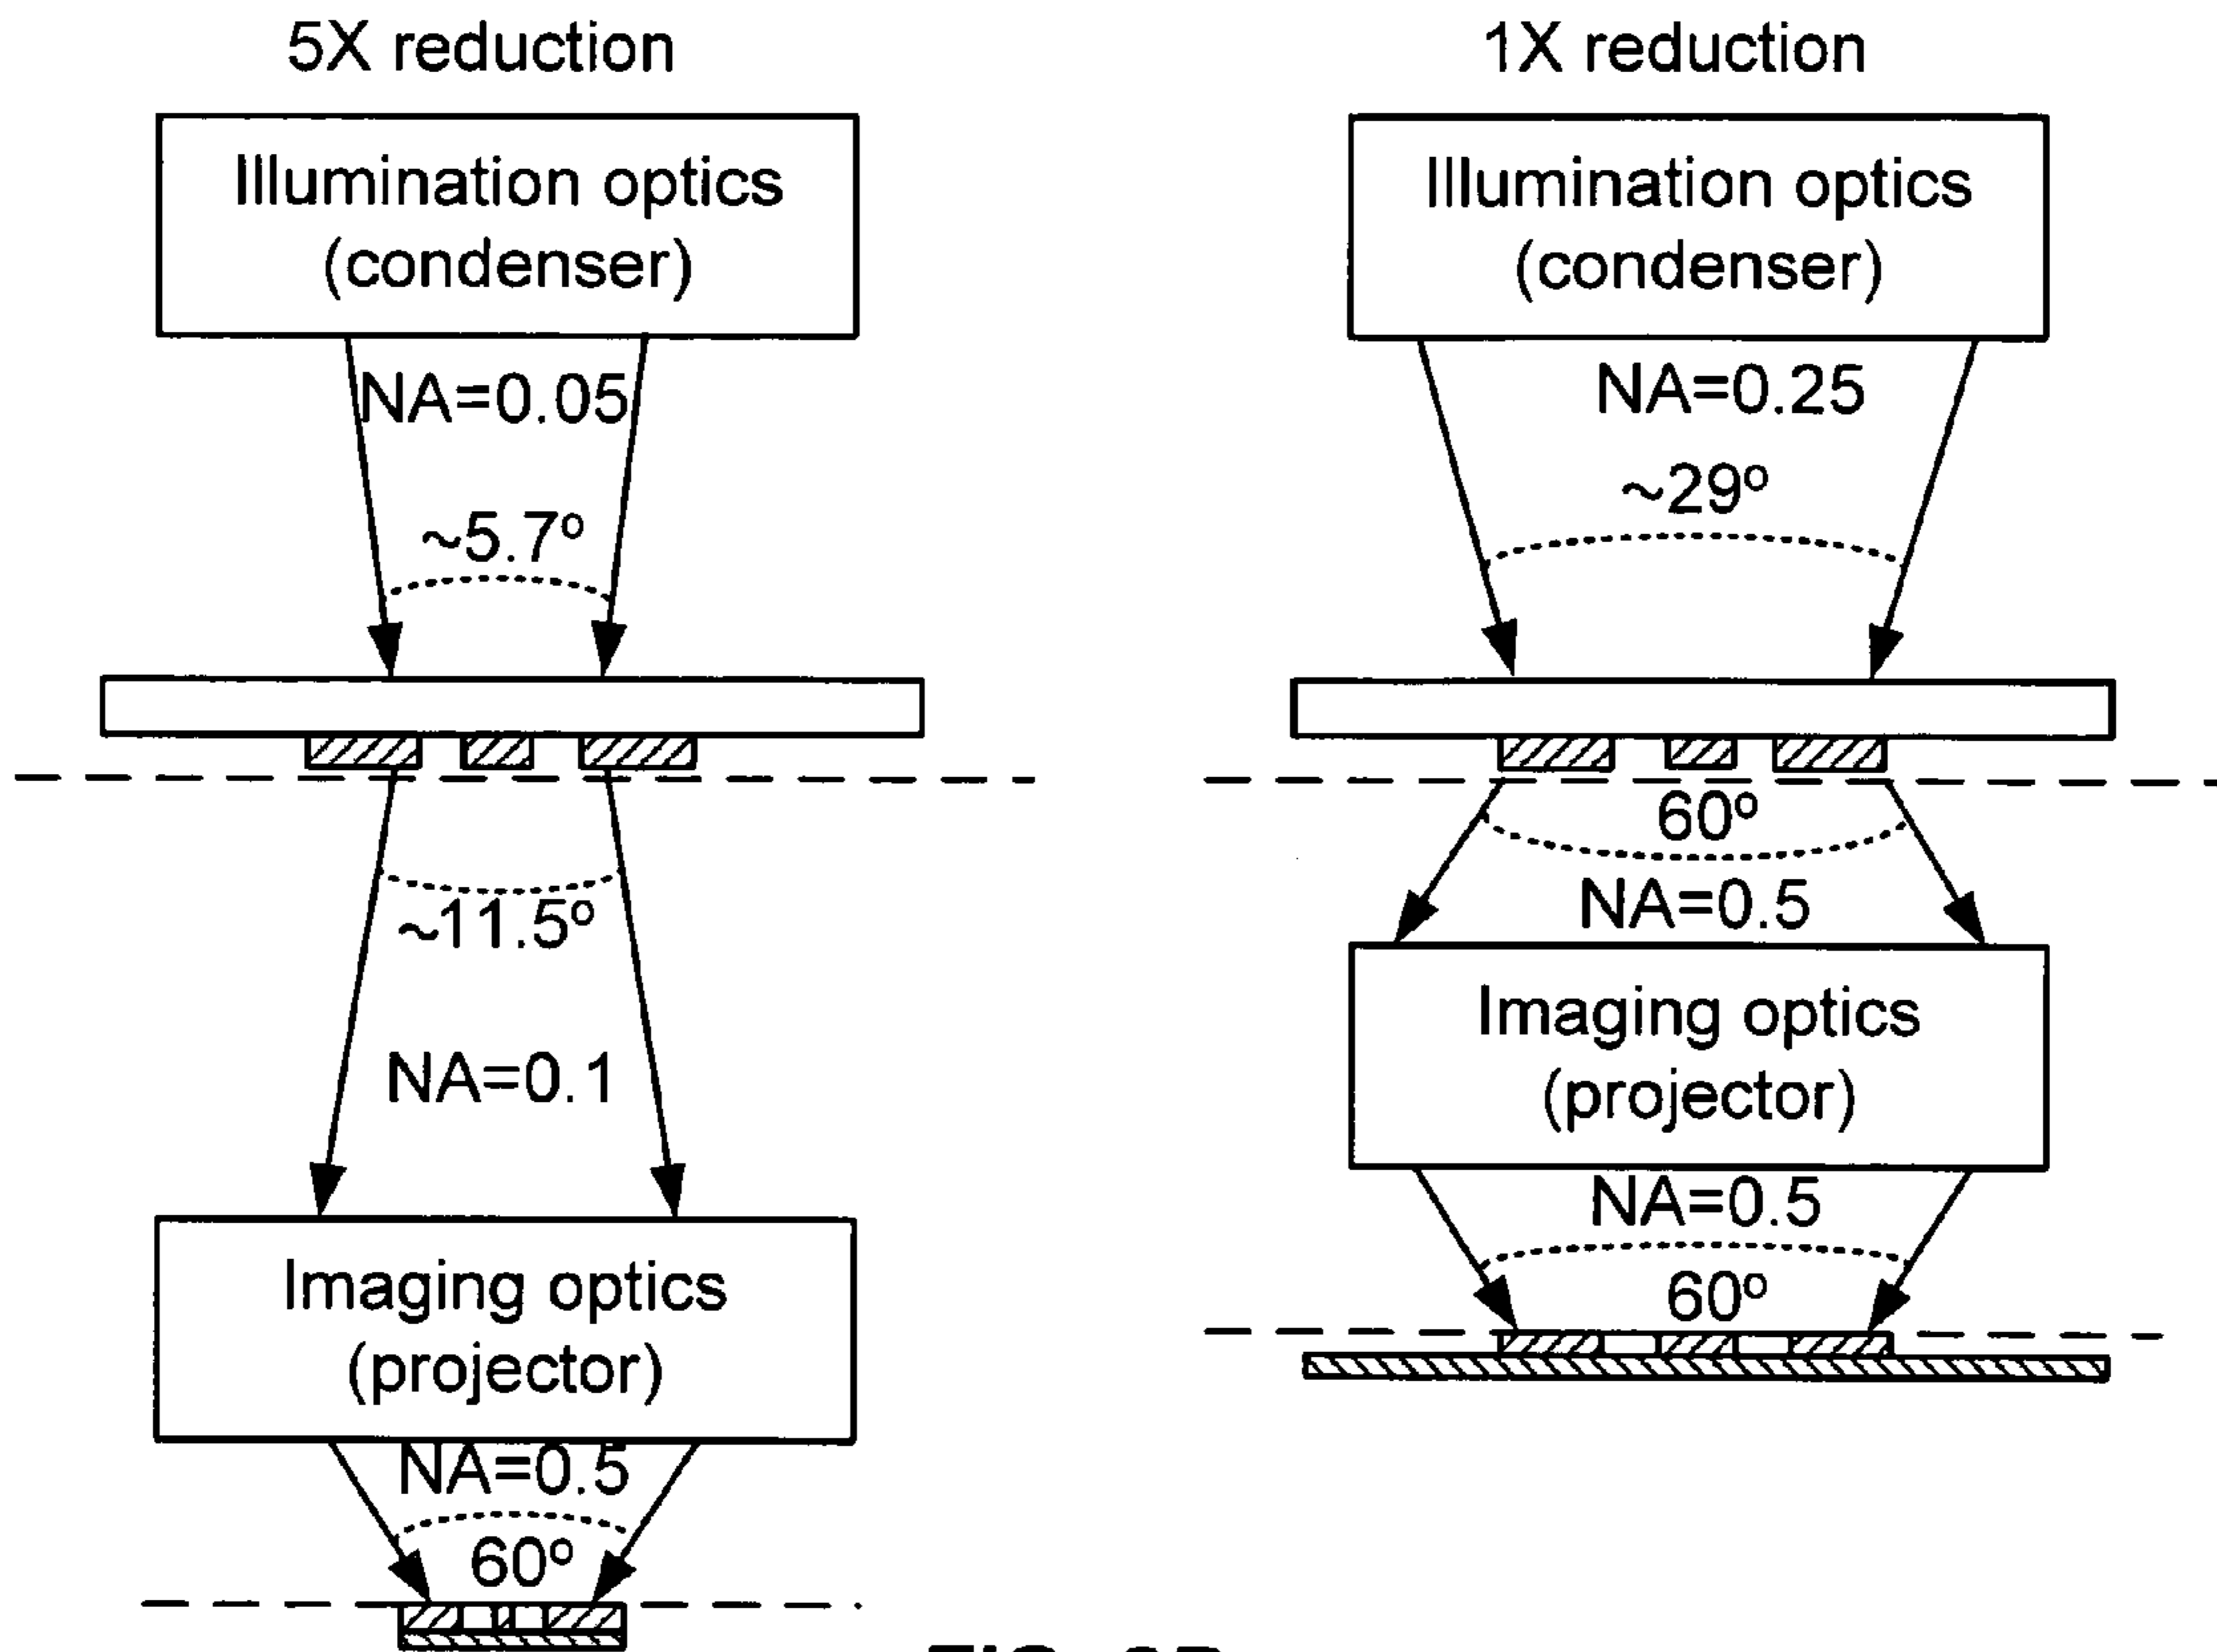 5X reduction
Illumination optics
(condenser)
NA=0.05
~5.7º
~11.5º
NA=0.1
Imaging optics
(projector)
NA=0.5
60º
1X reduction
Illumination optics
(condenser)
NA=0.25
~29º
60º
NA=0.5
Imaging optics
(projector)
NA=0.5
60º